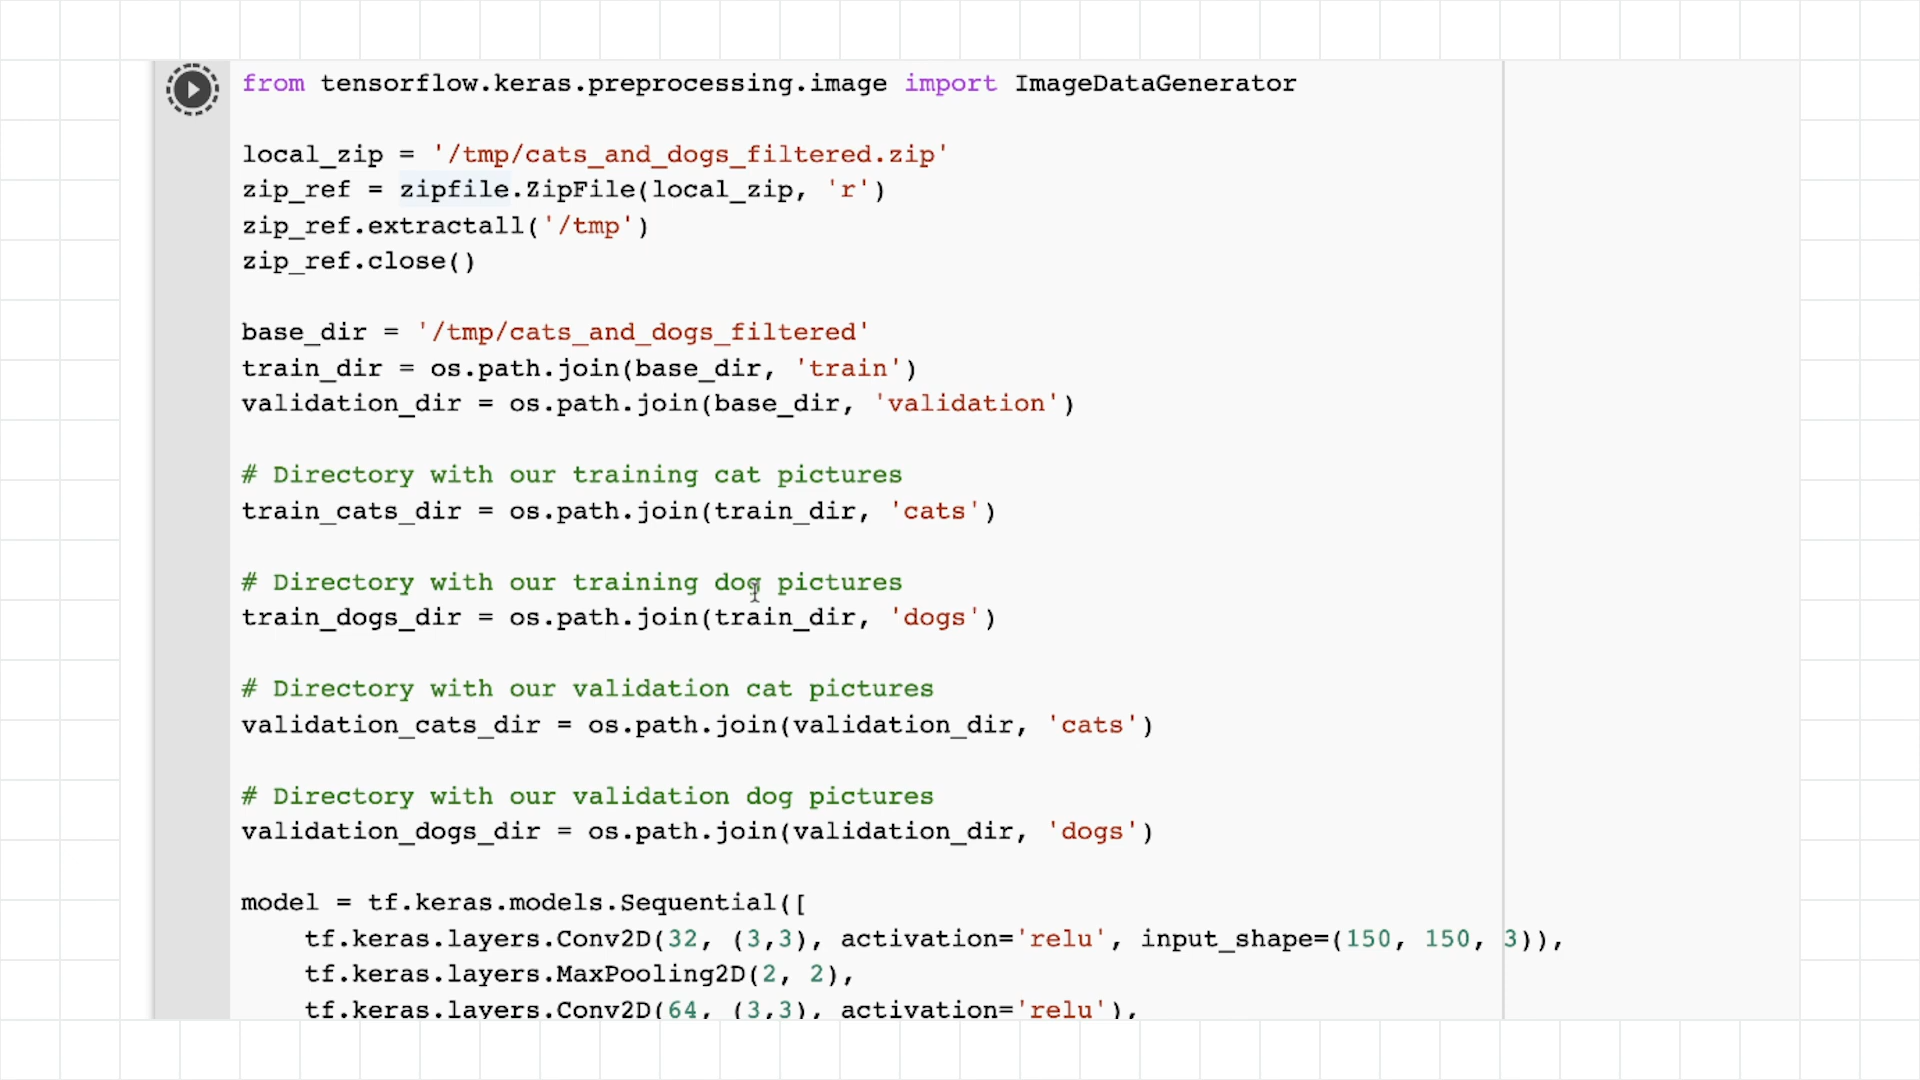 from tensorflow.keras.preprocessing.image import ImageDataGenerator
local_zip = '/tmp/cats_and_dogs_filtered.zip'
zip_ref = zipfile.ZipFile(local_zip, 'r')
zip_ref.extractall('/tmp')
zip_ref.close()
base_dir = '/tmp/cats_and_dogs_filtered'
train_dir = os.path.join(base_dir, 'train')
validation_dir = os.path.join(base_dir, 'validation')
# Directory with our training cat pictures
train_cats_dir = os.path.join(train_dir, 'cats')
# Directory with our training dog pictures
train_dogs_dir = os.path.join(train_dir, 'dogs')
# Directory with our validation cat pictures
validation_cats_dir = os.path.join(validation_dir, 'cats')
# Directory with our validation dog pictures
validation_dogs_dir = os.path.join(validation_dir, 'dogs')
model = tf.keras.models.Sequential([
    tf.keras.layers.Conv2D(32, (3,3), activation='relu', input_shape=(150, 150, 3)),
    tf.keras.layers.MaxPooling2D(2, 2),
    tf.keras.layers.Conv2D(64, (3,3), activation='relu'),